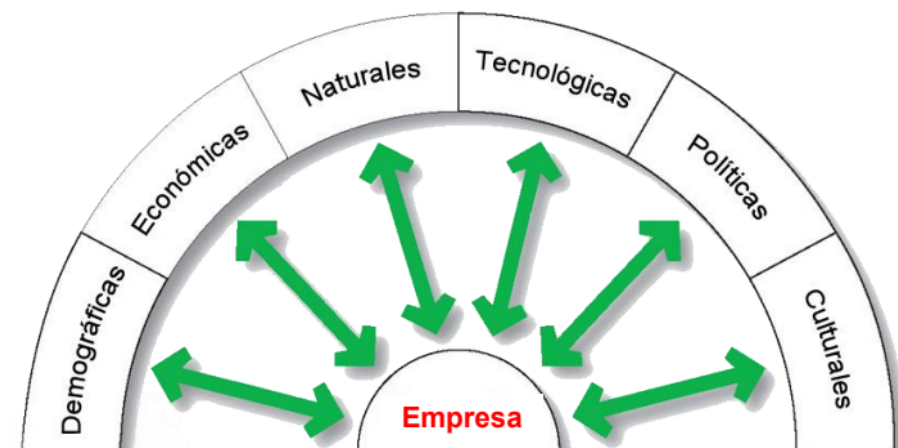 Demográficas
Económicas
Naturales
Tecnológicas
Políticas
Culturales
Empresa